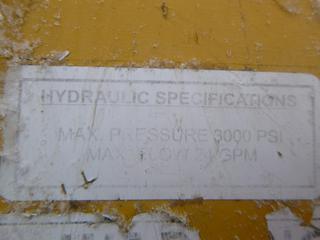 HYDRAULIC SPECIFICATIONS
MAX. PRESSURE 3000 PSI
MAX. FLOW GPM